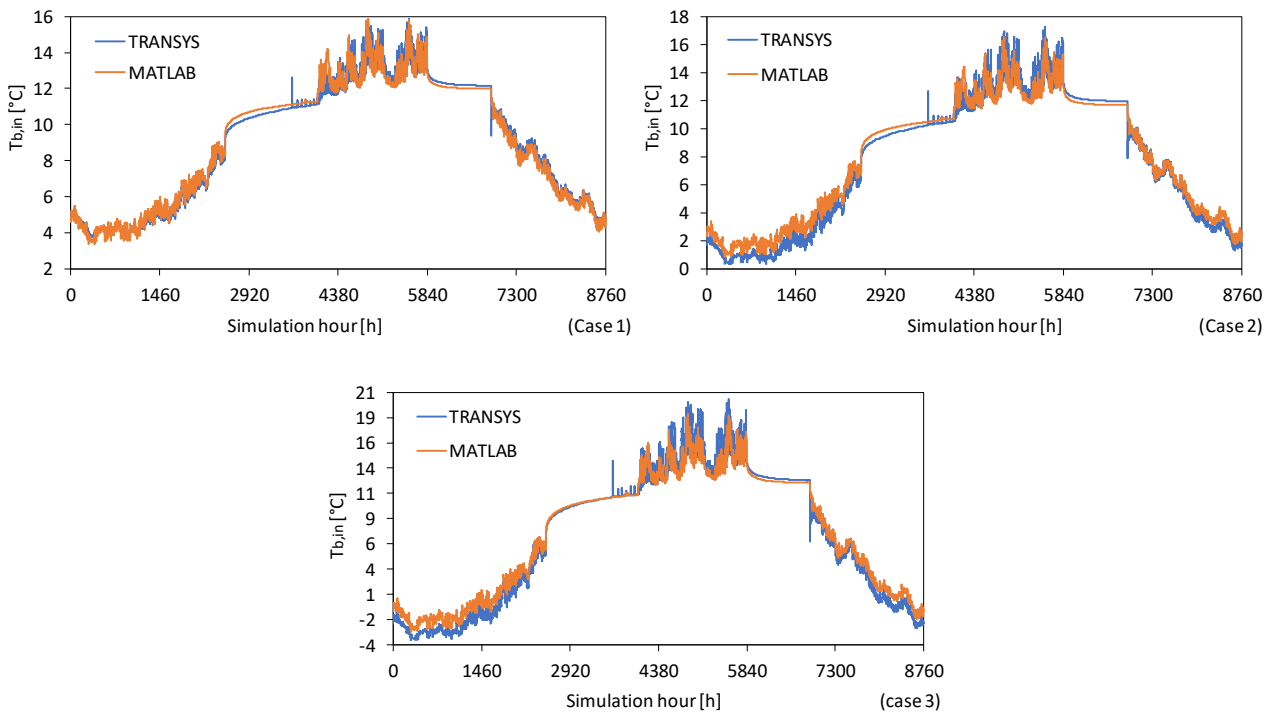 16
14
12
10
8
6
4
2
Tb,in [°C]
TRANSYS
MATLAB
0 1460 2920 4380 5840 7300 8760
Simulation hour [h] (Case 1)
18
16
14
12
10
8
6
4
2
0
Tb,in [°C]
TRANSYS
MATLAB
0 1460 2920 4380 5840 7300 8760
Simulation hour [h] (Case 2)
21
19
16
14
11
9
6
4
1
-2
-4
Tb,in [°C]
TRANSYS
MATLAB
0 1460 2920 4380 5840 7300 8760
Simulation hour [h] (case 3)